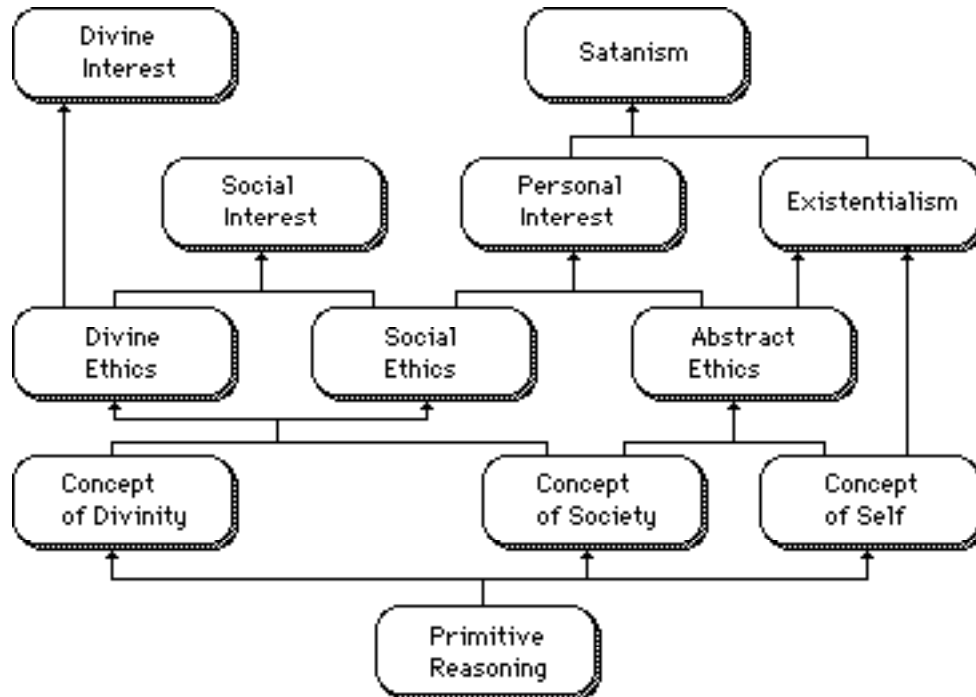 Divine
Interest
Satanism
Social
Interest
Personal
Interest
Existentialism
Divine
Ethics
Social
Ethics
Abstract
Ethics
Concept
of Divinity
Concept
of Society
Concept
of Self
Primitive
Reasoning